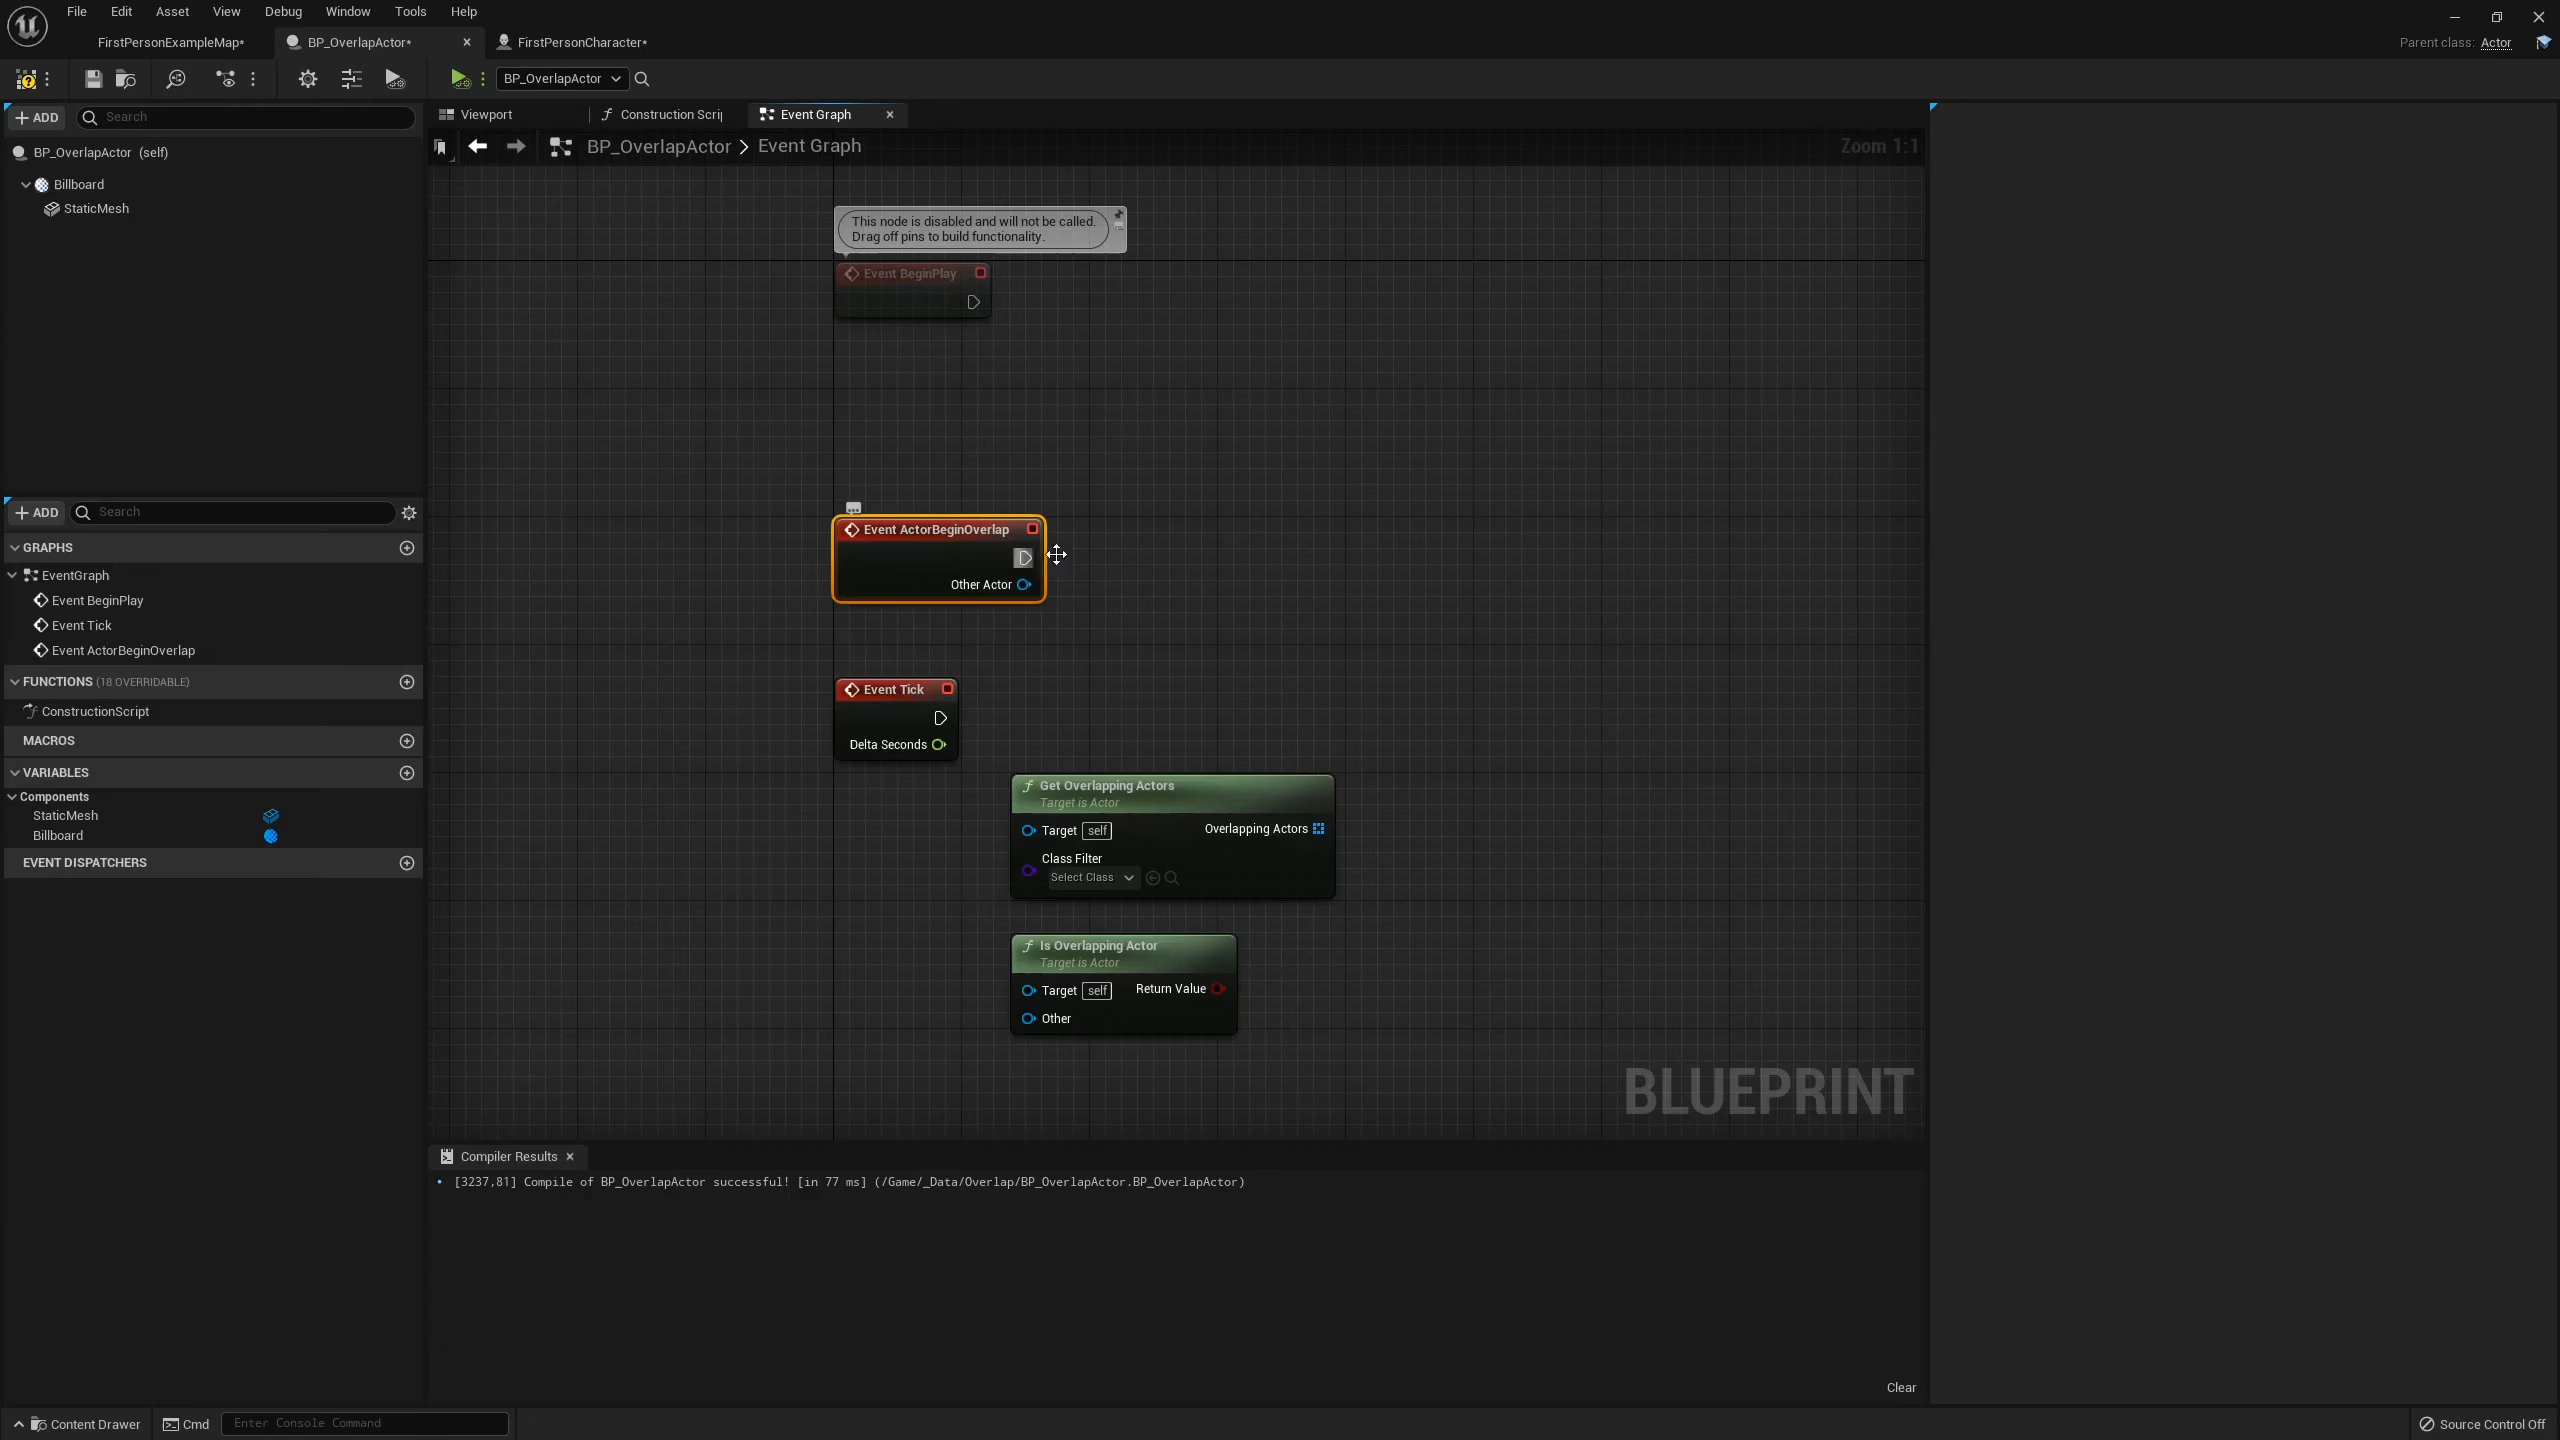 File Edit Asset View Debug Window Tools Help
FirstPersonExampleMap* BP_OverlapActor* FirstPersonCharacter*
Parent class: Actor
BP_OverlapActor
ADD Search
BP_OverlapActor (self)
Billboard
StaticMesh
ADD Search
GRAPHS
EventGraph
Event BeginPlay
Event Tick
Event ActorBeginOverlap
FUNCTIONS (18 OVERRIDABLE)
ConstructionScript
MACROS
VARIABLES
Components
StaticMesh
Billboard
EVENT DISPATCHERS
Viewport Construction Scrip Event Graph
BP_OverlapActor > Event Graph
Zoom 1:1
This node is disabled and will not be called.
Drag off pins to build functionality.
Event BeginPlay
Event ActorBeginOverlap
Other Actor
Event Tick
Delta Seconds
Get Overlapping Actors
Target is Actor
Target self Overlapping Actors
Class Filter
Select Class
Is Overlapping Actor
Target is Actor
Target self Return Value
Other
BLUEPRINT
Compiler Results
[3237,81] Compile of BP_OverlapActor successful! [in 77 ms] (/Game/_Data/Overlap/BP_OverlapActor.BP_OverlapActor)
Clear
Content Drawer Cmd Enter Console Command
Source Control Off